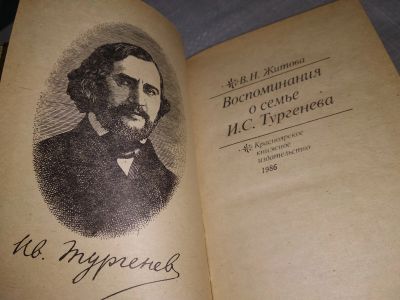 Ив. Тургенев
В. Н. Житова
Воспоминания
о семье
И. С. Тургенева
Красноярское
книжное
издательство
1986